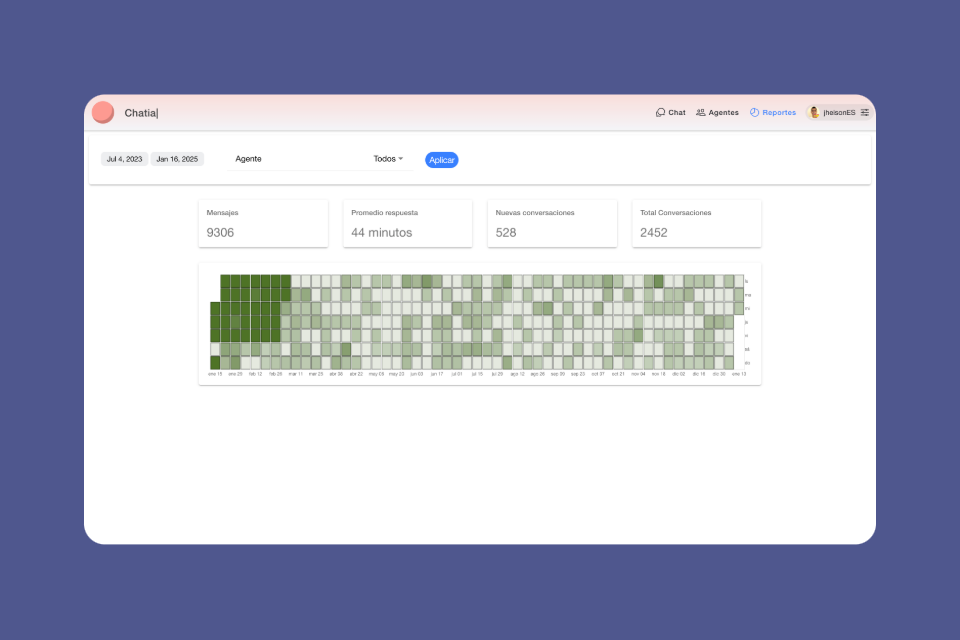 Chatia|
Chat Agentes Reportes jheisonES
Jul 4, 2023 Jan 16, 2025 Agente Todos Aplicar
Mensajes
9306
Promedio respuesta
44 minutos
Nuevas conversaciones
528
Total Conversaciones
2452
lu
ma
mi
ju
vi
sá
do
ene 15 ene 29 feb 12 feb 26 mar 11 mar 25 abr 08 abr 22 may 06 may 20 jun 03 jun 17 jul 01 jul 15 jul 29 ago 12 ago 26 sep 09 sep 23 oct 07 oct 21 nov 04 nov 18 dic 02 dic 16 dic 30 ene 13